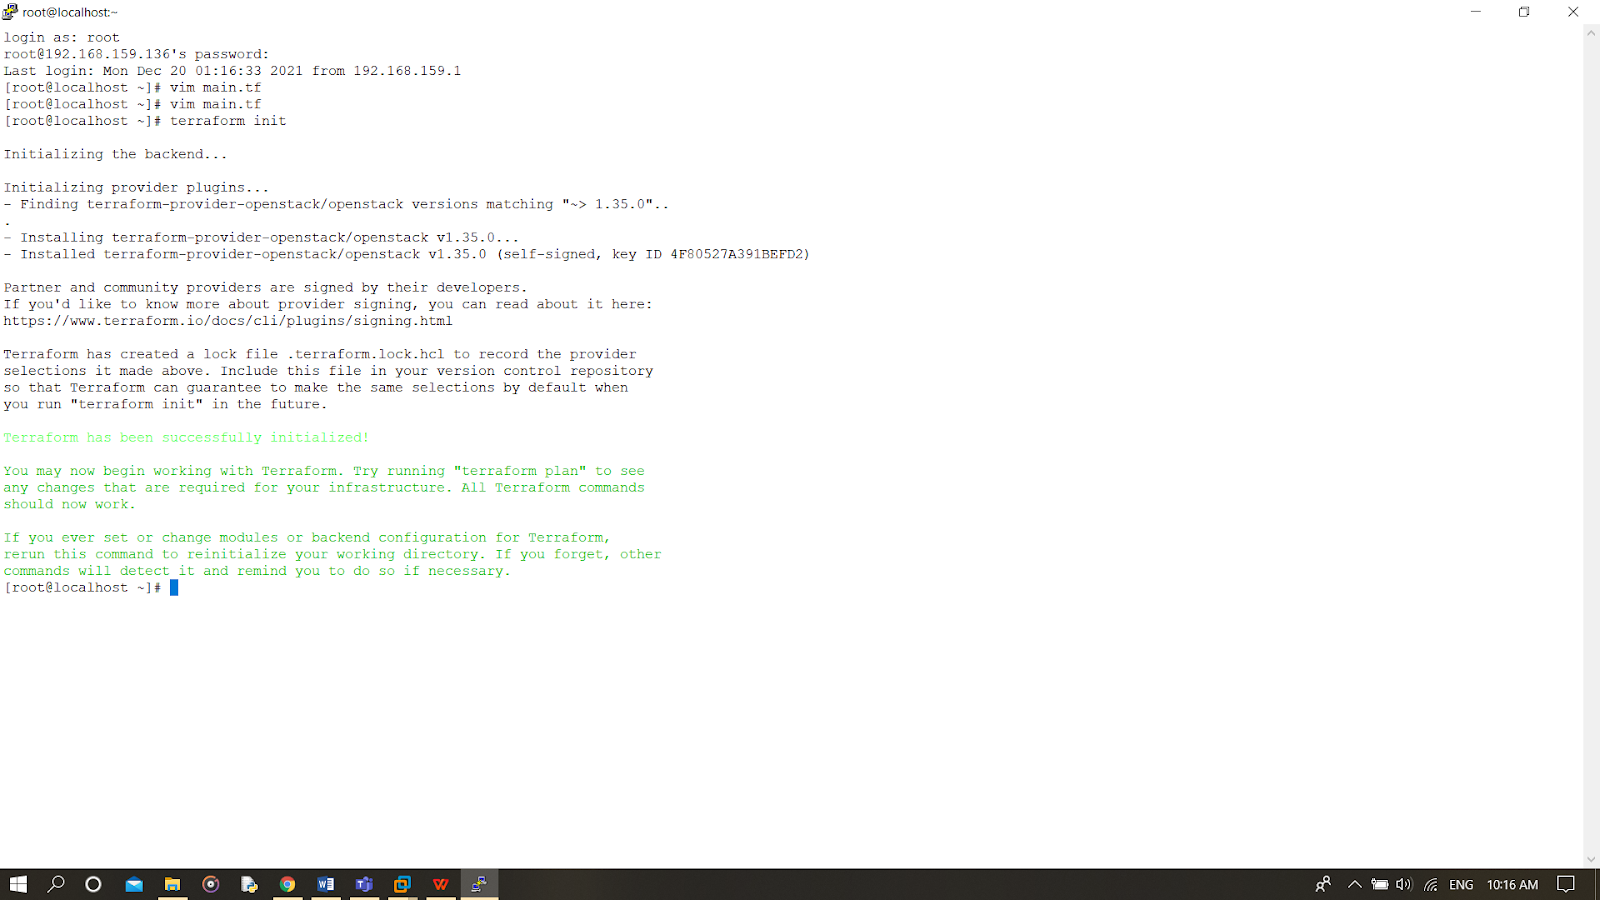 root@localhost:~
login as: root
root@192.168.159.136's password:
Last login: Mon Dec 20 01:16:33 2021 from 192.168.159.1
[root@localhost ~]# vim main.tf
[root@localhost ~]# vim main.tf
[root@localhost ~]# terraform init
Initializing the backend...
Initializing provider plugins...
- Finding terraform-provider-openstack/openstack versions matching "~> 1.35.0"..
.
- Installing terraform-provider-openstack/openstack v1.35.0...
- Installed terraform-provider-openstack/openstack v1.35.0 (self-signed, key ID 4F80527A391BEFD2)
Partner and community providers are signed by their developers.
If you'd like to know more about provider signing, you can read about it here:
https://www.terraform.io/docs/cli/plugins/signing.html
Terraform has created a lock file .terraform.lock.hcl to record the provider
selections it made above. Include this file in your version control repository
so that Terraform can guarantee to make the same selections by default when
you run "terraform init" in the future.
Terraform has been successfully initialized!
You may now begin working with Terraform. Try running "terraform plan" to see
any changes that are required for your infrastructure. All Terraform commands
should now work.
If you ever set or change modules or backend configuration for Terraform,
rerun this command to reinitialize your working directory. If you forget, other
commands will detect it and remind you to do so if necessary.
[root@localhost ~]#
ENG 10:16 AM